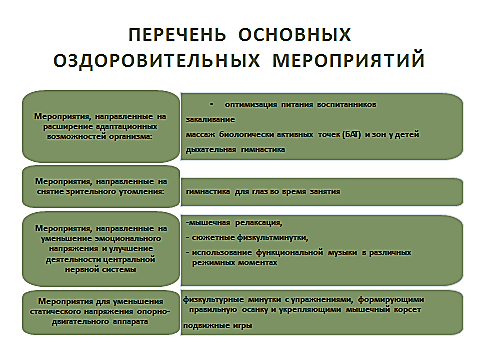 ПЕРЕЧЕНЬ ОСНОВНЫХ
ОЗДОРОВИТЕЛЬНЫХ МЕРОПРИЯТИЙ
Мероприятия, направленные на
расширение адаптационных
возможностей организма:
• оптимизация питания воспитанников
закаливание
массаж биологически активных точек (БАТ) и зон у детей
дыхательная гимнастика
Мероприятия, направленные на
снятие зрительного утомления:
гимнастика для глаз во время занятия
Мероприятия, направленные на
уменьшение эмоционального
напряжения и улучшение
деятельности центральной
нервной системы
-мышечная релаксация,
- сюжетные физкультминутки,
- использование функциональной музыки в различных
режимных моментах
Мероприятия для уменьшения
статического напряжения опорно-
двигательного аппарата
физкультурные минутки с упражнениями, формирующими
правильную осанку и укрепляющими мышечный корсет
подвижные игры